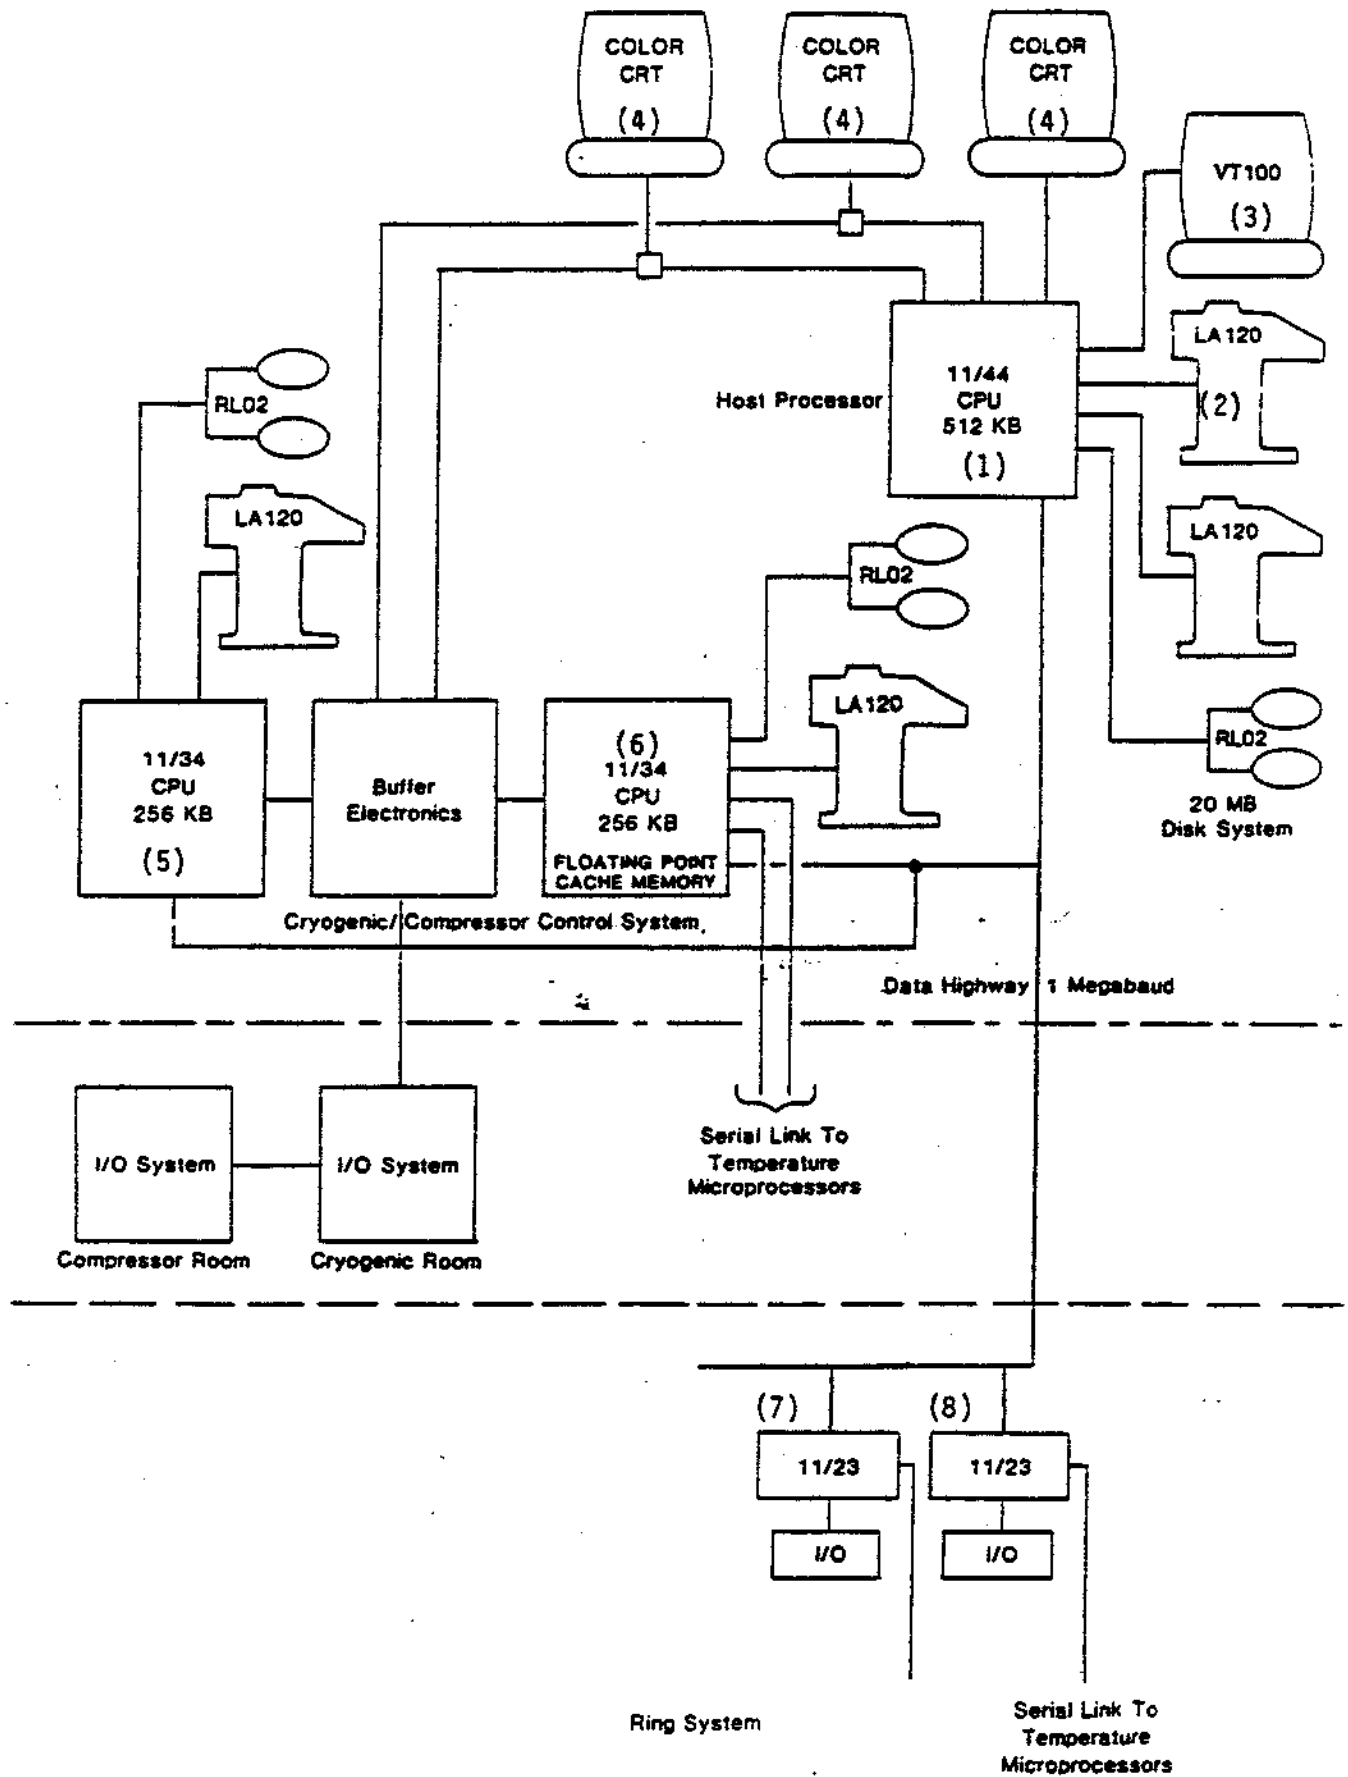 COLOR
CRT
(4)
COLOR
CRT
(4)
COLOR
CRT
(4)
VT100
(3)
LA120
(2)
Host Processor
11/44
CPU
512 KB
(1)
RL02
LA120
LA120
RL02
LA120
RL02
20 MB
Disk System
11/34
CPU
256 KB
(5)
Buffer
Electronics
(6)
11/34
CPU
256 KB
FLOATING POINT
CACHE MEMORY
Cryogenic/Compressor Control System
Data Highway 1 Megabaud
I/O System
I/O System
Compressor Room
Cryogenic Room
Serial Link To
Temperature
Microprocessors
(7)
(8)
11/23
11/23
I/O
I/O
Ring System
Serial Link To
Temperature
Microprocessors